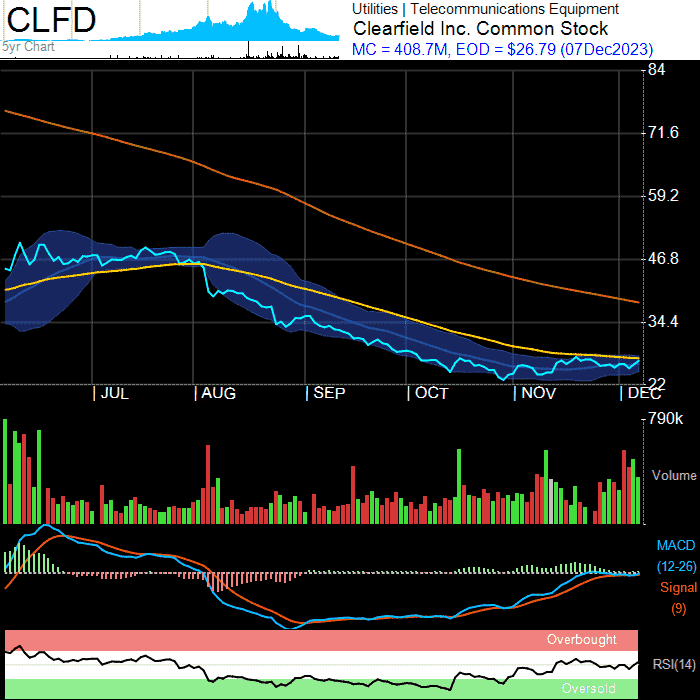 CLFD
5yr Chart
Utilities | Telecommunications Equipment
Clearfield Inc. Common Stock
MC = 408.7M, EOD = $26.79 (07Dec2023)
84
71.6
59.2
46.8
34.4
22
JUL
AUG
SEP
OCT
NOV
DEC
790k
Volume
MACD
(12-26)
Signal
(9)
Overbought
RSI(14)
Oversold